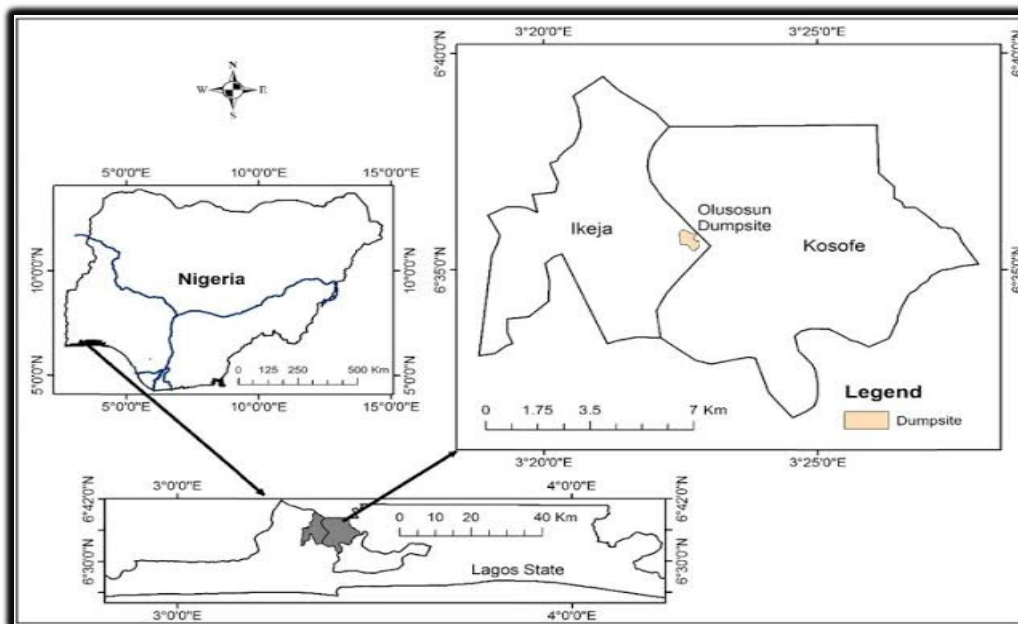 N
W E
S
5°0'0"E 10°0'0"E 15°0'0"E
10°0'0"N
5°0'0"N
Nigeria
10°0'0"N
5°0'0"N
0 125 250 500 Km
5°0'0"E 10°0'0"E 15°0'0"E
3°20'0"E 3°25'0"E
6°40'0"N
6°35'0"N
6°40'0"N
6°35'0"N
Ikeja
Olusosun
Dumpsite
Kosofe
0 1.75 3.5 7 Km
Legend
Dumpsite
3°20'0"E 3°25'0"E
3°0'0"E 4°0'0"E
6°42'0"N
6°30'0"N
6°42'0"N
6°30'0"N
0 10 20 40 Km
Lagos State
3°0'0"E 4°0'0"E